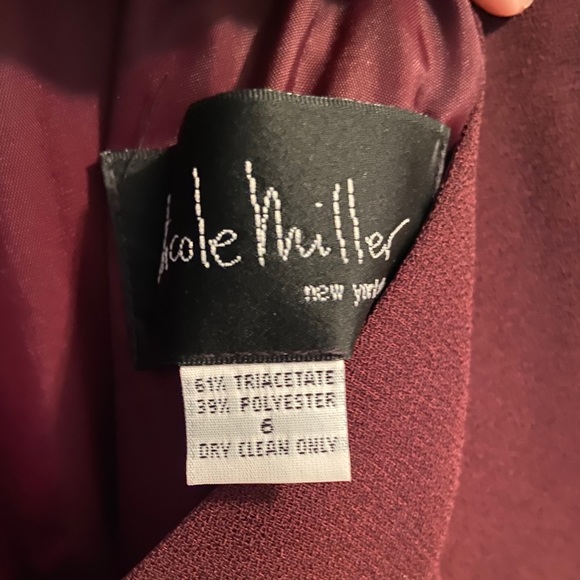 icole Miller
new york
61% TRIACETATE
39% POLYESTER
6
DRY CLEAN ONLY